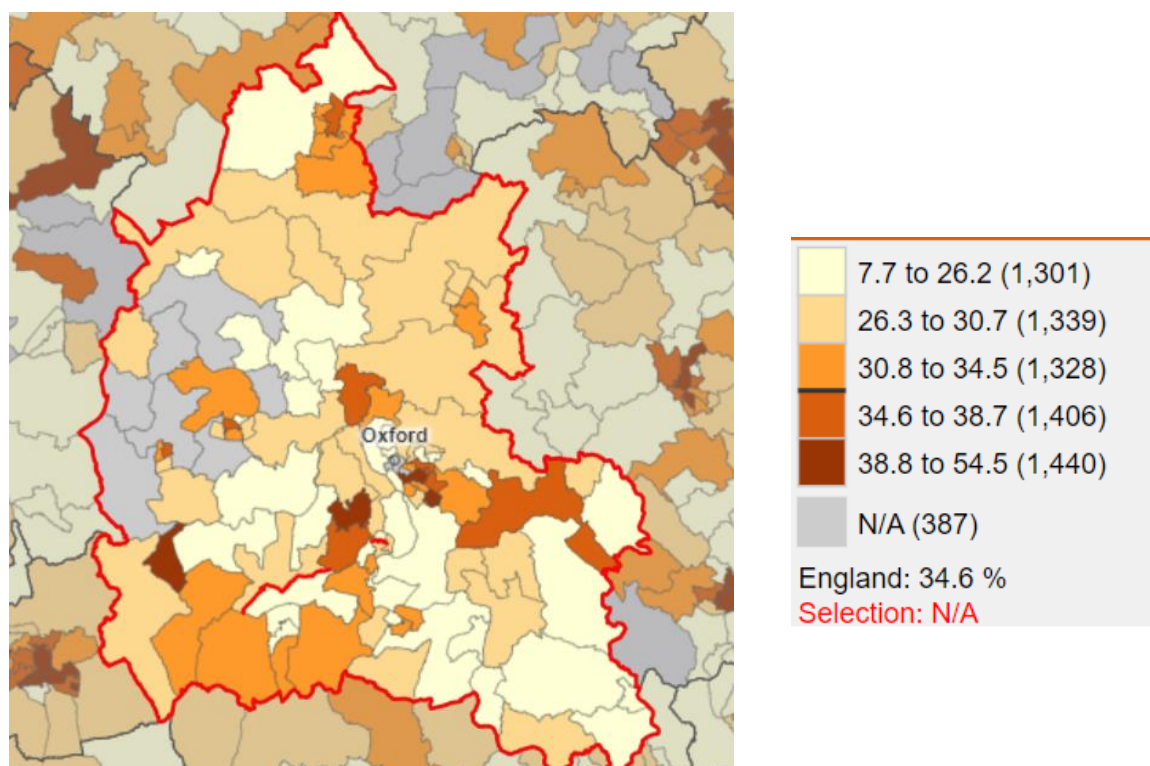 Oxford
7.7 to 26.2 (1,301)
26.3 to 30.7 (1,339)
30.8 to 34.5 (1,328)
34.6 to 38.7 (1,406)
38.8 to 54.5 (1,440)
N/A (387)
England: 34.6 %
Selection: N/A